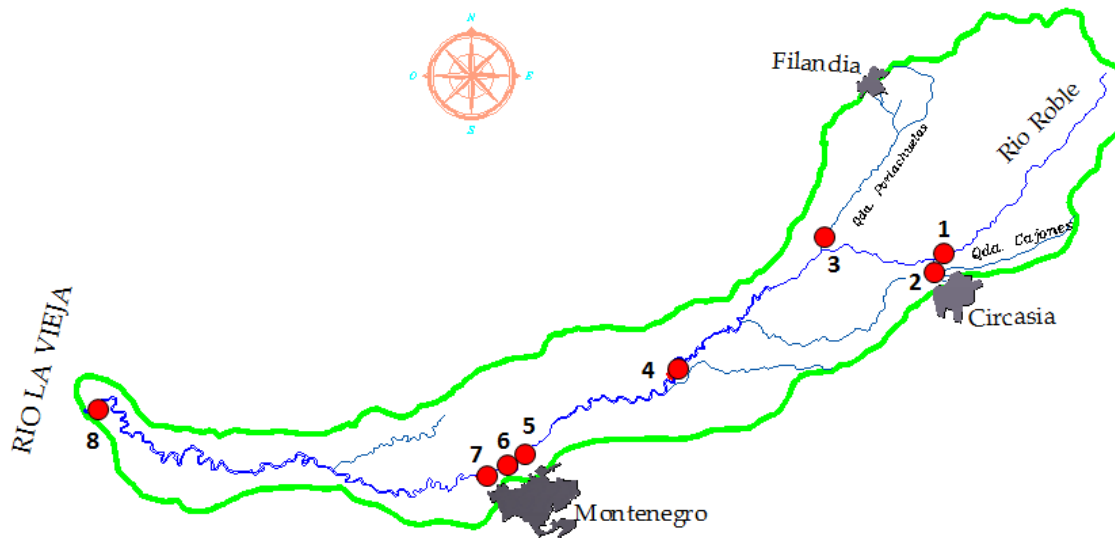 N
O
E
S
Filandia
Rio Roble
Qda. Portachuelas
1
Qda. Cajones
3
2
Circasia
RIO LA VIEJA
4
8
5
6
7
Montenegro